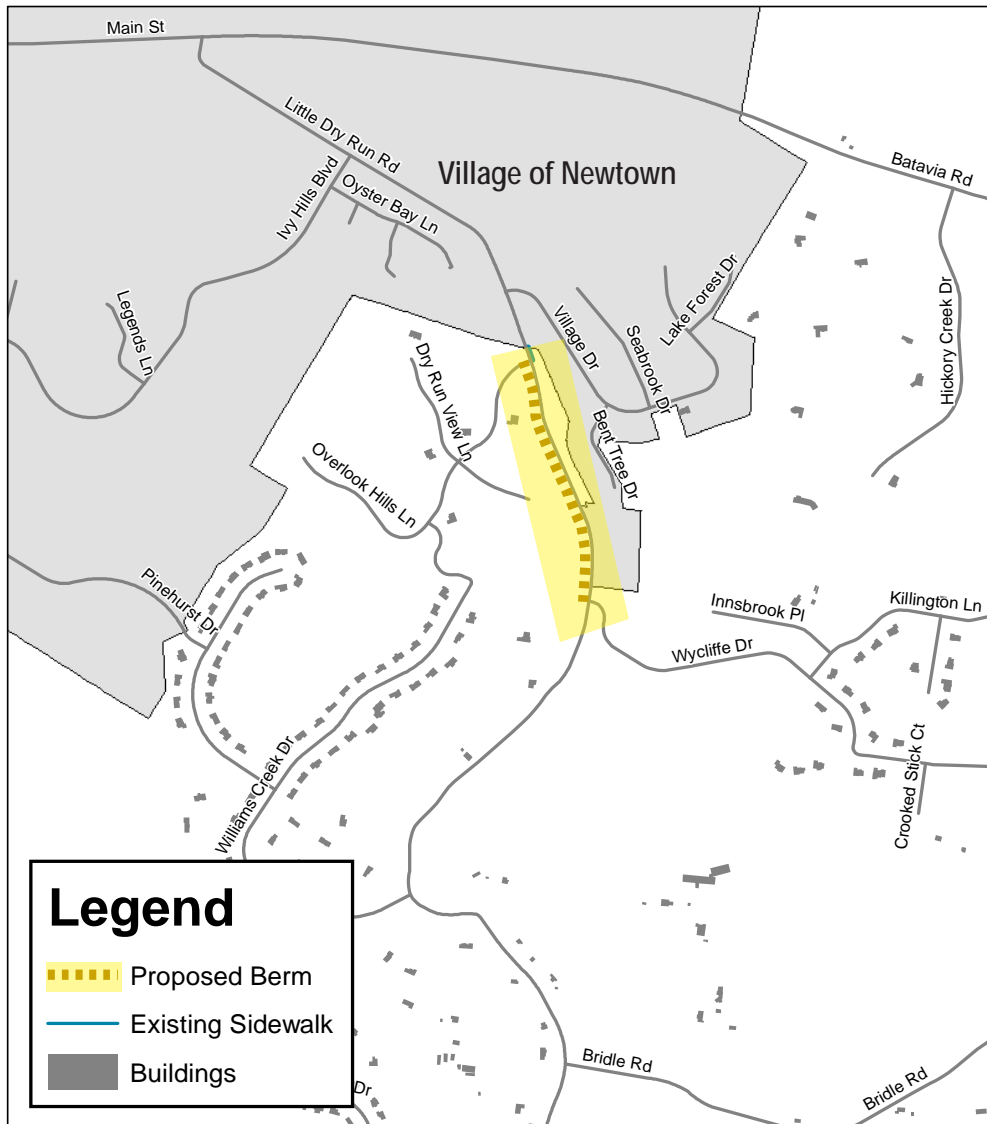 Main St
Little Dry Run Rd
Village of Newtown
Batavia Rd
Ivy Hills Blvd
Oyster Bay Ln
Hickory Creek Dr
Lake Forest Dr
Legends Ln
Village Dr
Seabrook Dr
Dry Run View Ln
Bent Tree Dr
Overlook Hills Ln
Pinehurst Dr
Innsbrook Pl
Killington Ln
Wycliffe Dr
Crooked Stick Ct
Williams Creek Dr
Legend
Proposed Berm
Existing Sidewalk
Buildings
Dr
Bridle Rd
Bridle Rd